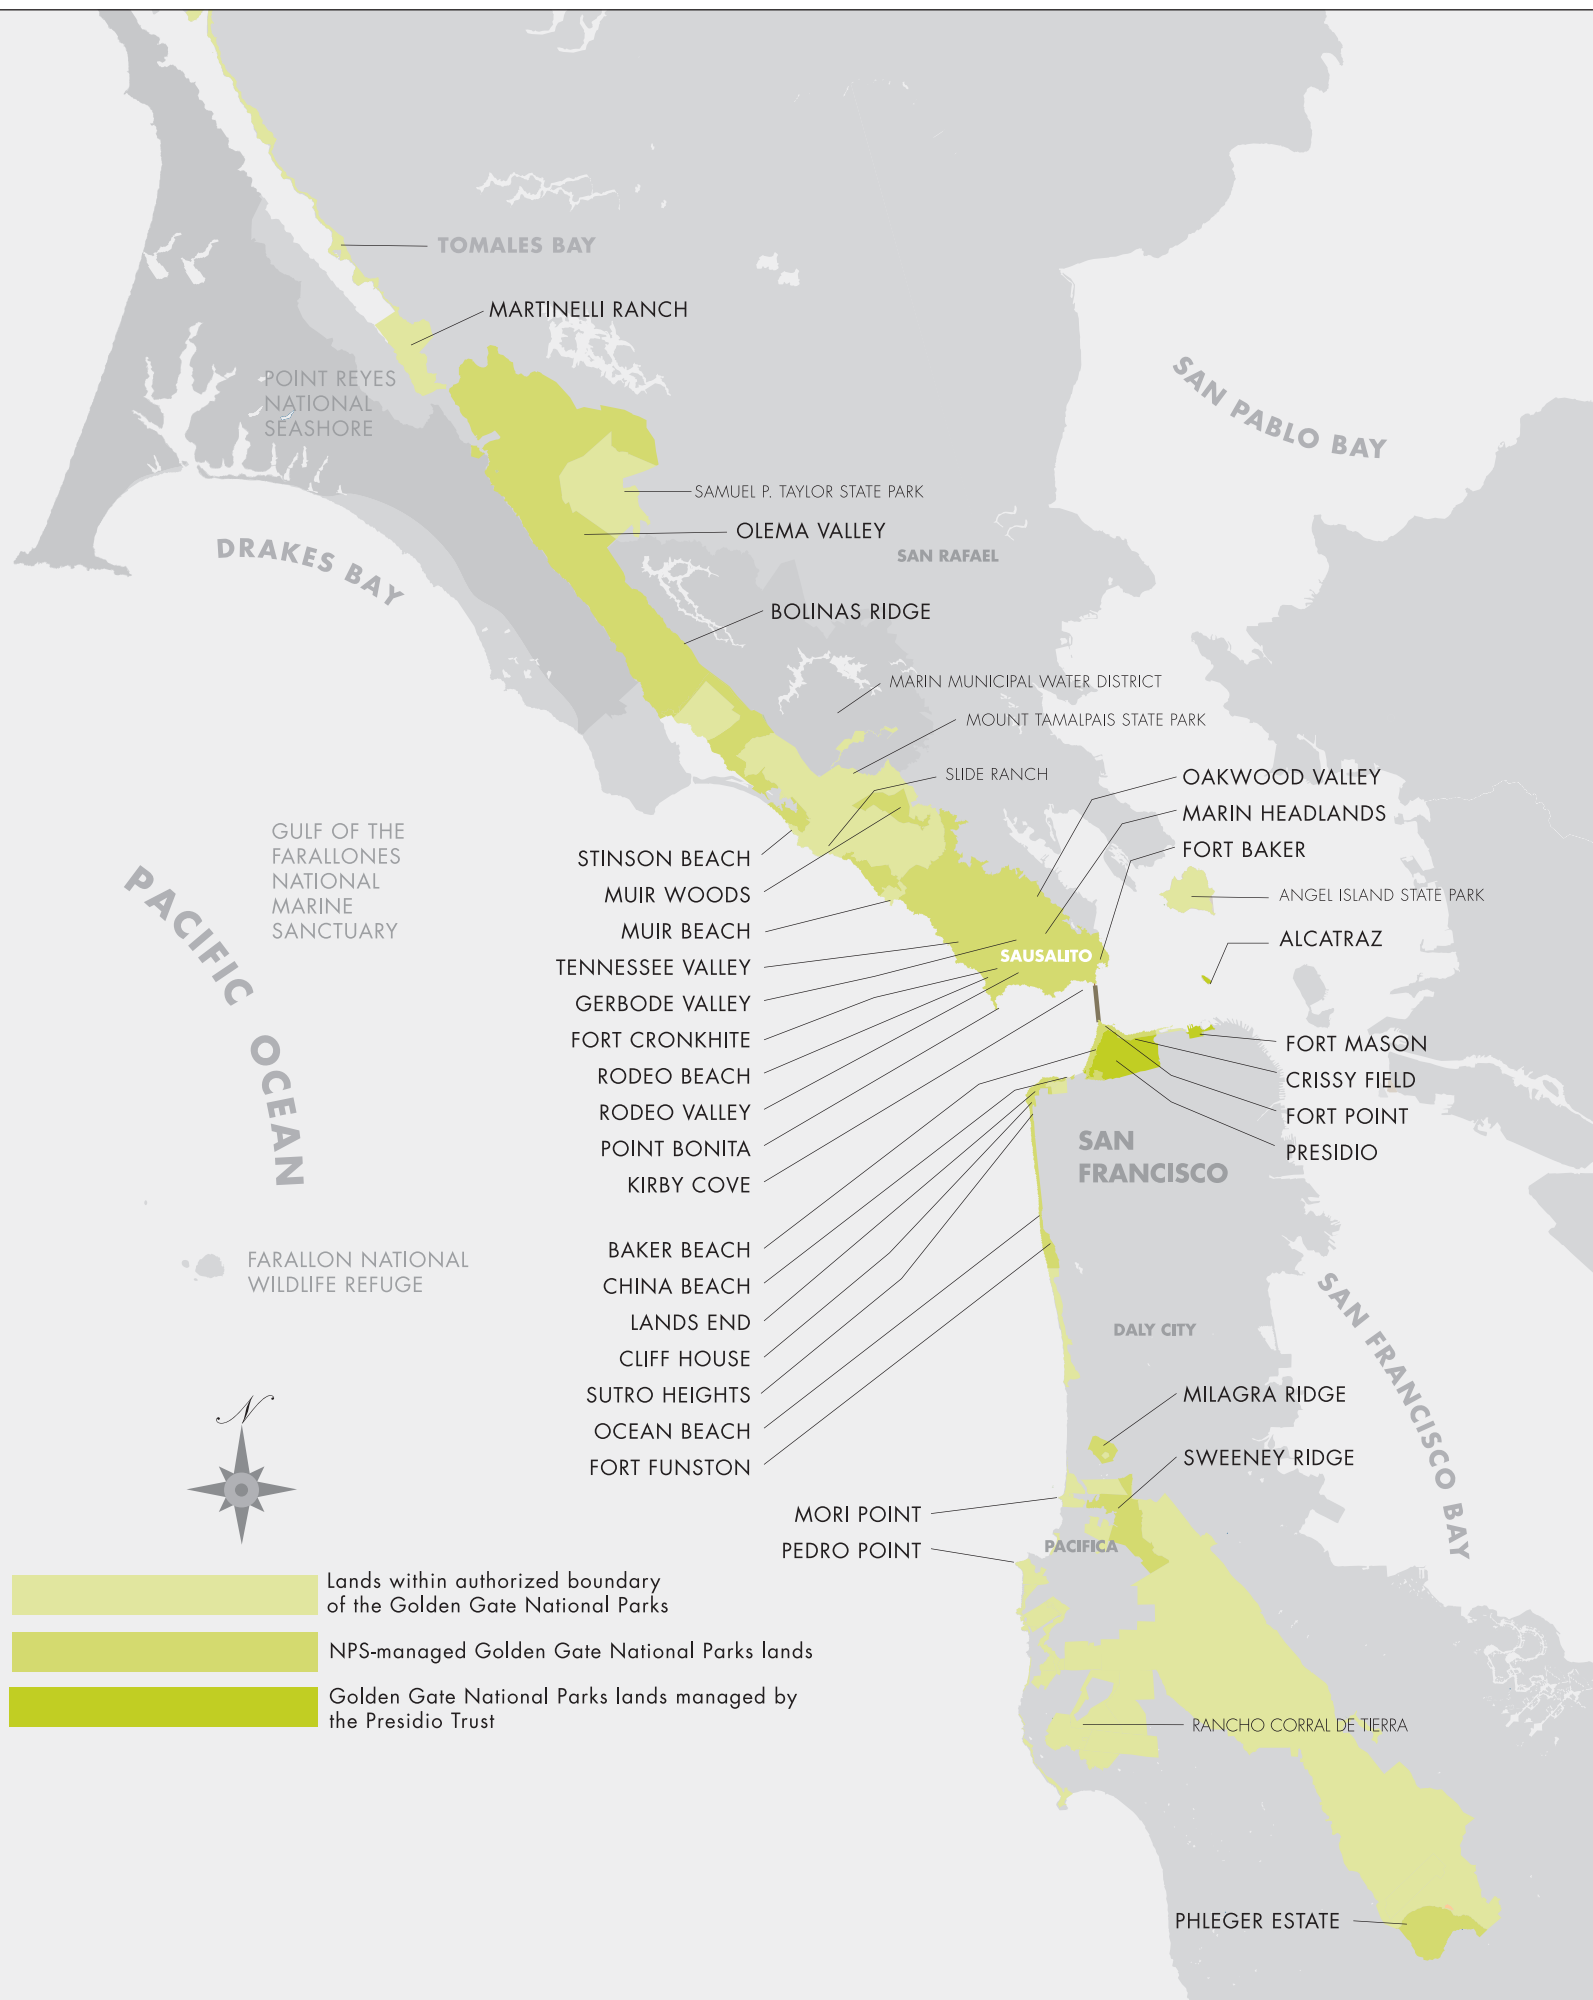 TOMALES BAY
MARTINELLI RANCH
POINT REYES
NATIONAL
SEASHORE
SAN PABLO BAY
SAMUEL P. TAYLOR STATE PARK
OLEMA VALLEY
DRAKES BAY
SAN RAFAEL
BOLINAS RIDGE
MARIN MUNICIPAL WATER DISTRICT
MOUNT TAMALPAIS STATE PARK
SLIDE RANCH
OAKWOOD VALLEY
MARIN HEADLANDS
FORT BAKER
ANGEL ISLAND STATE PARK
ALCATRAZ
GULF OF THE
FARALLONES
NATIONAL
MARINE
SANCTUARY
PACIFIC OCEAN
STINSON BEACH
MUIR WOODS
MUIR BEACH
TENNESSEE VALLEY
GERBODE VALLEY
FORT CRONKHITE
RODEO BEACH
RODEO VALLEY
POINT BONITA
KIRBY COVE
SAUSALITO
FORT MASON
CRISSY FIELD
FORT POINT
PRESIDIO
SAN
FRANCISCO
BAKER BEACH
CHINA BEACH
LANDS END
CLIFF HOUSE
SUTRO HEIGHTS
OCEAN BEACH
FORT FUNSTON
FARALLON NATIONAL
WILDLIFE REFUGE
SAN FRANCISCO BAY
DALY CITY
MILAGRA RIDGE
SWEENEY RIDGE
N
MORI POINT
PEDRO POINT
PACIFICA
Lands within authorized boundary
of the Golden Gate National Parks
NPS-managed Golden Gate National Parks lands
Golden Gate National Parks lands managed by
the Presidio Trust
RANCHO CORRAL DE TIERRA
PHLEGER ESTATE